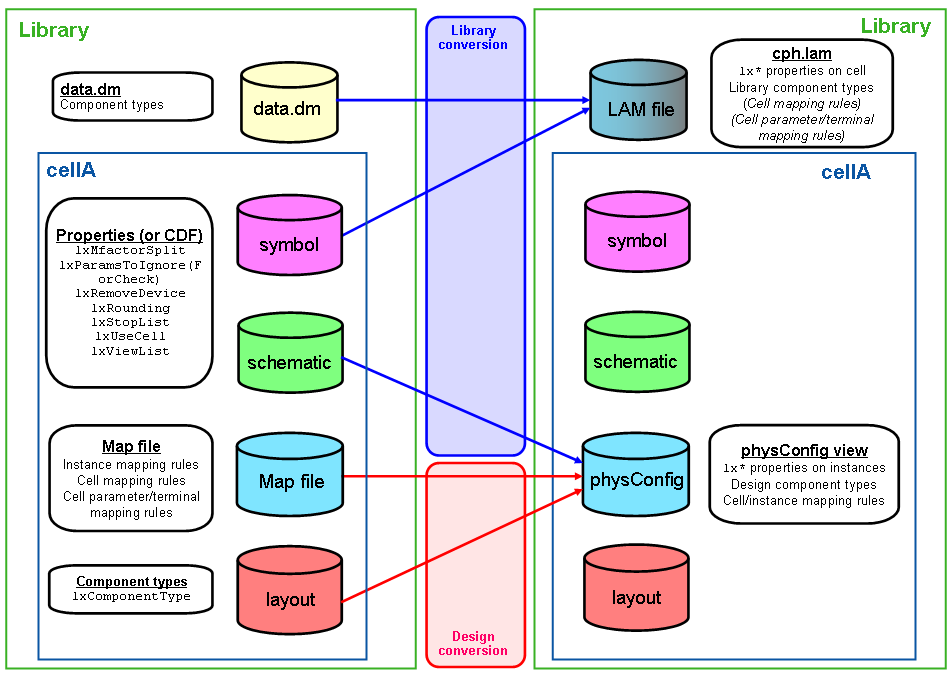 Library
data.dm
Component types
data.dm
cellA
Properties (or CDF)
lxMfactorSplit
lxParamsToIgnore(F
orCheck)
lxRemoveDevice
lxRounding
lxStopList
lxUseCell
lxViewList
symbol
schematic
Map file
Instance mapping rules
Cell mapping rules
Cell parameter/terminal
mapping rules
Map file
Component types
lxComponentType
layout
Library
conversion
Design
conversion
Library
LAM file
cph.lam
lx* properties on cell
Library component types
(Cell mapping rules)
(Cell parameter/terminal
mapping rules)
cellA
symbol
schematic
physConfig
physConfig view
lx* properties on instances
Design component types
Cell/instance mapping rules
layout